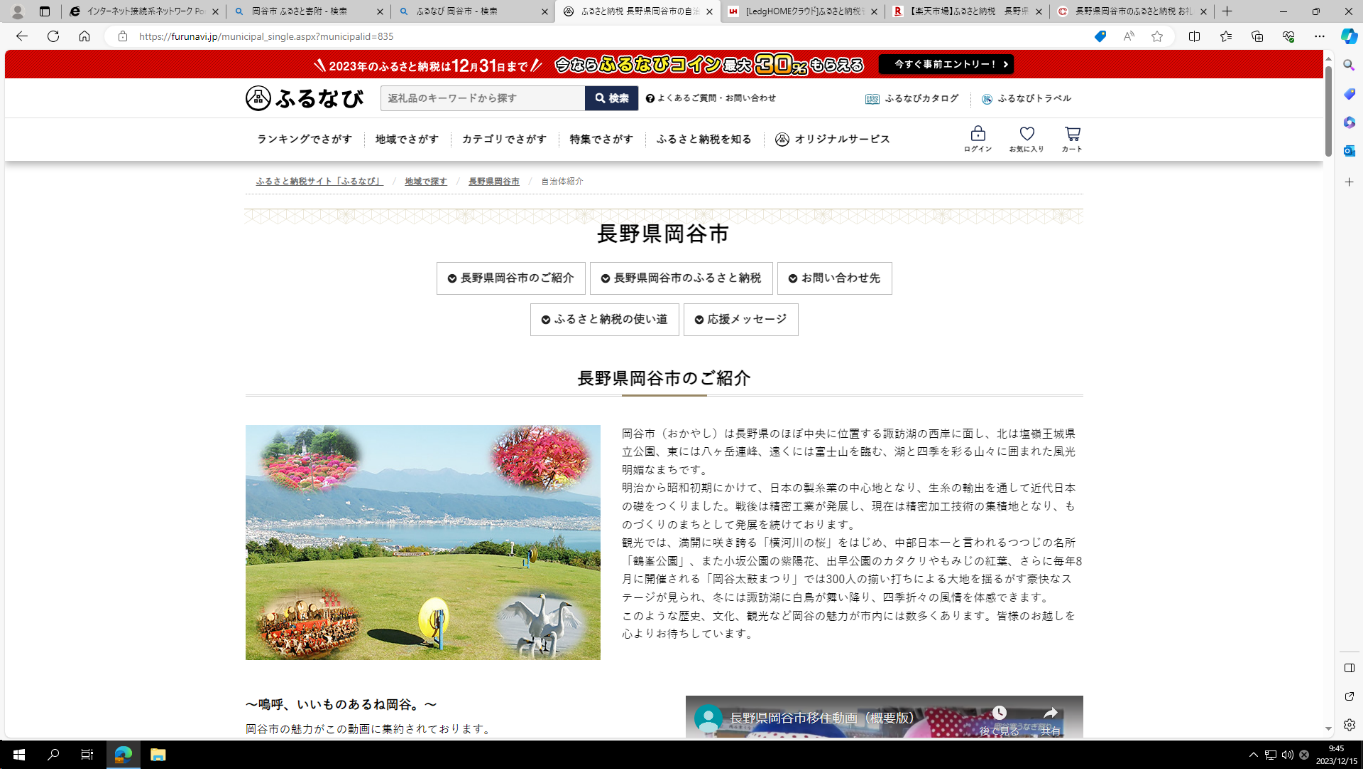 インターネット接続系ネットワーク Po
岡谷市 ふるさと寄附 - 検索
ふるなび 岡谷市 - 検索
ふるさと納税 長野県岡谷市の自治
[LedgHOMEクラウド]ふるさと納税
【楽天市場】ふるさと納税 長野県
長野県岡谷市のふるさと納税 お礼
https://furunavi.jp/municipal_single.aspx?municipalid=835
2023年のふるさと納税は12月31日まで
今ならふるなびコイン最大30%もらえる
今すぐ事前エントリー!
ふるなび
返礼品のキーワードから探す
検索
よくあるご質問・お問い合わせ
ふるなびカタログ
ふるなびトラベル
ランキングでさがす
地域でさがす
カテゴリでさがす
特集でさがす
ふるさと納税を知る
オリジナルサービス
ログイン
お気に入り
カート
ふるさと納税サイト「ふるなび」 / 地域で探す / 長野県岡谷市 / 自治体紹介
長野県岡谷市
長野県岡谷市のご紹介
長野県岡谷市のふるさと納税
お問い合わせ先
ふるさと納税の使い道
応援メッセージ
長野県岡谷市のご紹介
岡谷市(おかやし)は長野県のほぼ中央に位置する諏訪湖の西岸に面し、北は塩嶺王城県
立公園、東には八ヶ岳連峰、遠くには富士山を臨む、湖と四季を彩る山々に囲まれた風光
明媚なまちです。
明治から昭和初期にかけて、日本の製糸業の中心地となり、生糸の輸出を通して近代日本
の礎をつくりました。戦後は精密工業が発展し、現在は精密加工技術の集積地となり、も
のづくりのまちとして発展を続けております。
観光では、満開に咲き誇る「横河川の桜」をはじめ、中部日本一と言われるつつじの名所
「鶴峯公園」、また小坂公園の紫陽花、出早公園のカタクリやもみじの紅葉、さらに毎年8
月に開催される「岡谷太鼓まつり」では300人の揃い打ちによる大地を揺るがす豪快なス
テージが見られ、冬には諏訪湖に白鳥が舞い降り、四季折々の風情を体感できます。
このような歴史、文化、観光など岡谷の魅力が市内には数多くあります。皆様のお越しを
心よりお待ちしています。
～嗚呼、いいものあるね岡谷。～
岡谷市の魅力がこの動画に集約されております。
長野県岡谷市移住動画（概要版）
後で見る
共有
9:45
2023/12/15